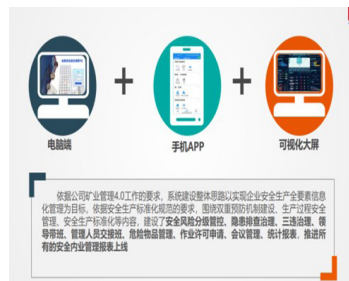 电脑端
手机APP
可视化大屏
依据公司矿业管理4.0工作的要求，系统建设整体思路以实现企业安全生产全要素信息
化管理为目标，依据安全生产标准化规范的要求，围绕双重预防机制建设、生产过程安全
管理、安全生产标准化等内容，建设了安全风险分级管控、隐患排查治理、三违治理、领
导带班、管理人员交接班、危险物品管理、作业许可申请、会议管理、统计报表，推进所
有的安全内业管理报表上线